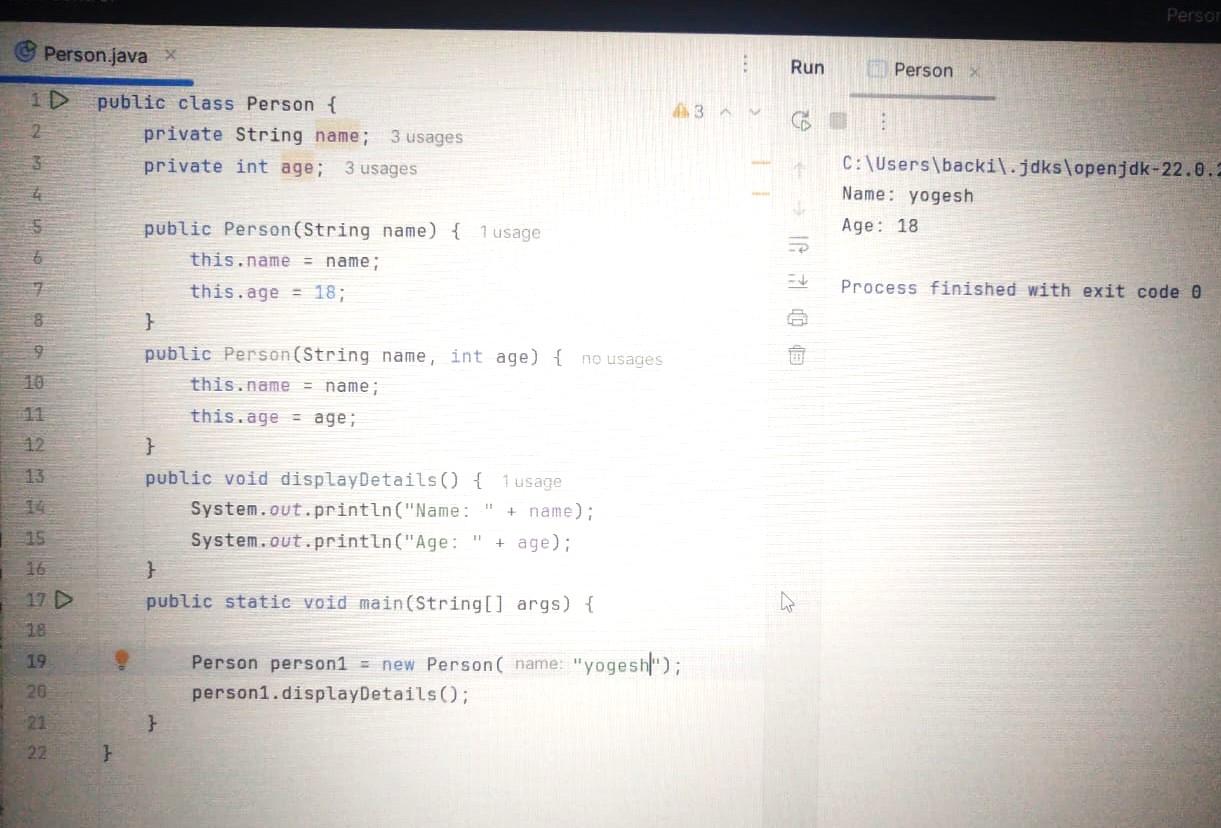 Person
Person.java
Run
Person
3
1 public class Person {
2 private String name; 3 usages
3 private int age; 3 usages
4
5 public Person(String name) { 1 usage
6 this.name = name;
7 this.age = 18;
8 }
9 public Person(String name, int age) { no usages
10 this.name = name;
11 this.age = age;
12 }
13 public void displayDetails() { 1 usage
14 System.out.println("Name: " + name);
15 System.out.println("Age: " + age);
16 }
17 public static void main(String[] args) {
18
19 Person person1 = new Person( name: "yogesh");
20 person1.displayDetails();
21 }
22 }
C:\Users\backi\.jdks\openjdk-22.0.2
Name: yogesh
Age: 18
Process finished with exit code 0